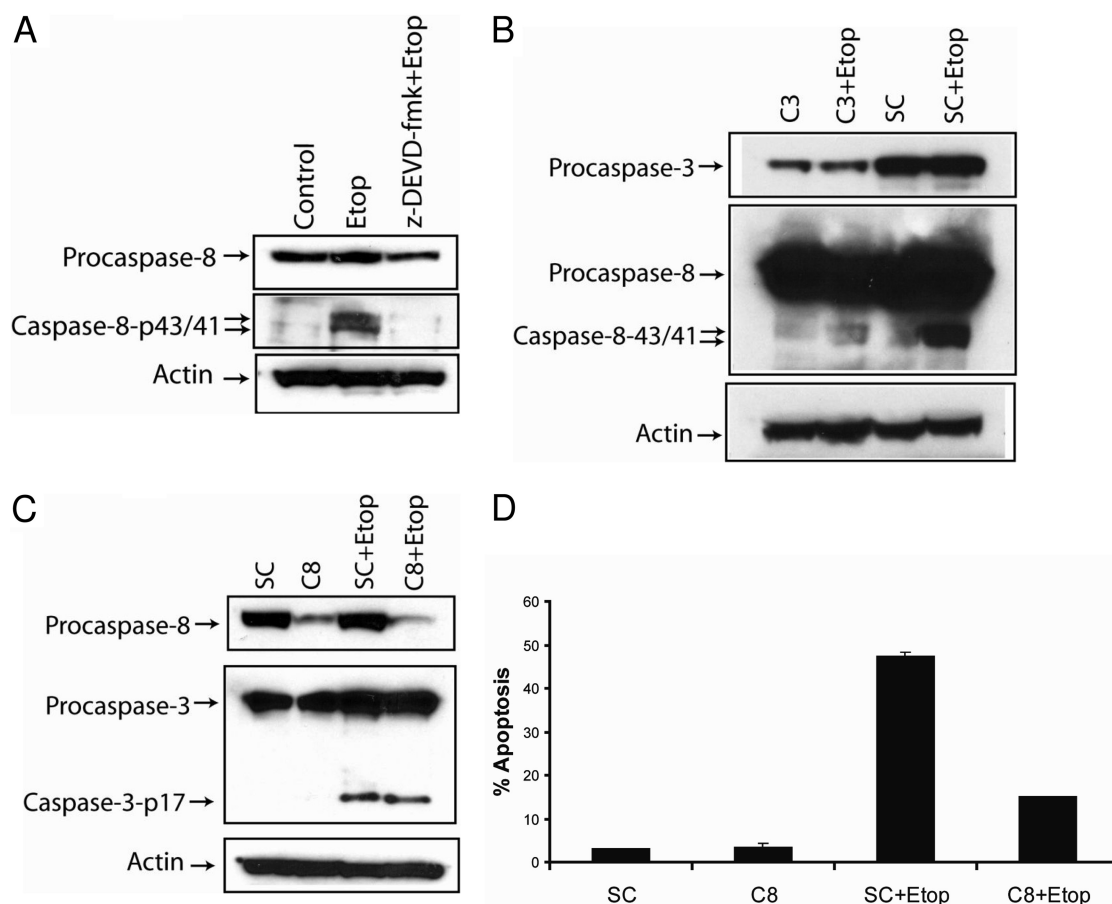 A
Control
Etop
z-DEVD-fmk+Etop
Procaspase-8
Caspase-8-p43/41
Actin
B
C3
C3+Etop
SC
SC+Etop
Procaspase-3
Procaspase-8
Caspase-8-43/41
Actin
C
SC
C8
SC+Etop
C8+Etop
Procaspase-8
Procaspase-3
Caspase-3-p17
Actin
D
% Apoptosis
60
50
40
30
20
10
0
SC
C8
SC+Etop
C8+Etop